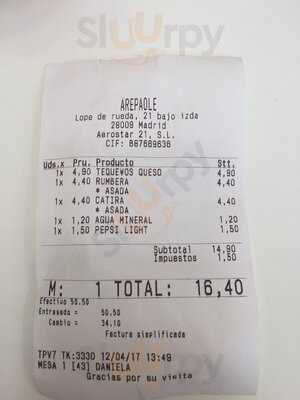 Sluurpy
AREPAOLE
Lope de rueda, 21 bajo izda
28009 Madrid
Aerostar 21, S.L.
CIF: B87689638
Uds.x Pru. Producto Stt.
1x 4,90 TEQUEÑOS QUESO 4,90
1x 4,40 RUMBERA 4,40
* ASADA
1x 4,40 CATIRA 4,40
* ASADA
1x 1,20 AGUA MINERAL 1,20
1x 1,50 PEPSI LIGHT 1,50
Subtotal 14,90
Impuestos 1,50
M: 1 TOTAL: 16,40
Efectivo 50.50
Entregado = 50.50
Cambio = 34.10
Factura simplificada
TPV7 TK:3330 12/04/17 13:49
MESA 1 [43] DANIELA
Gracias por su visita